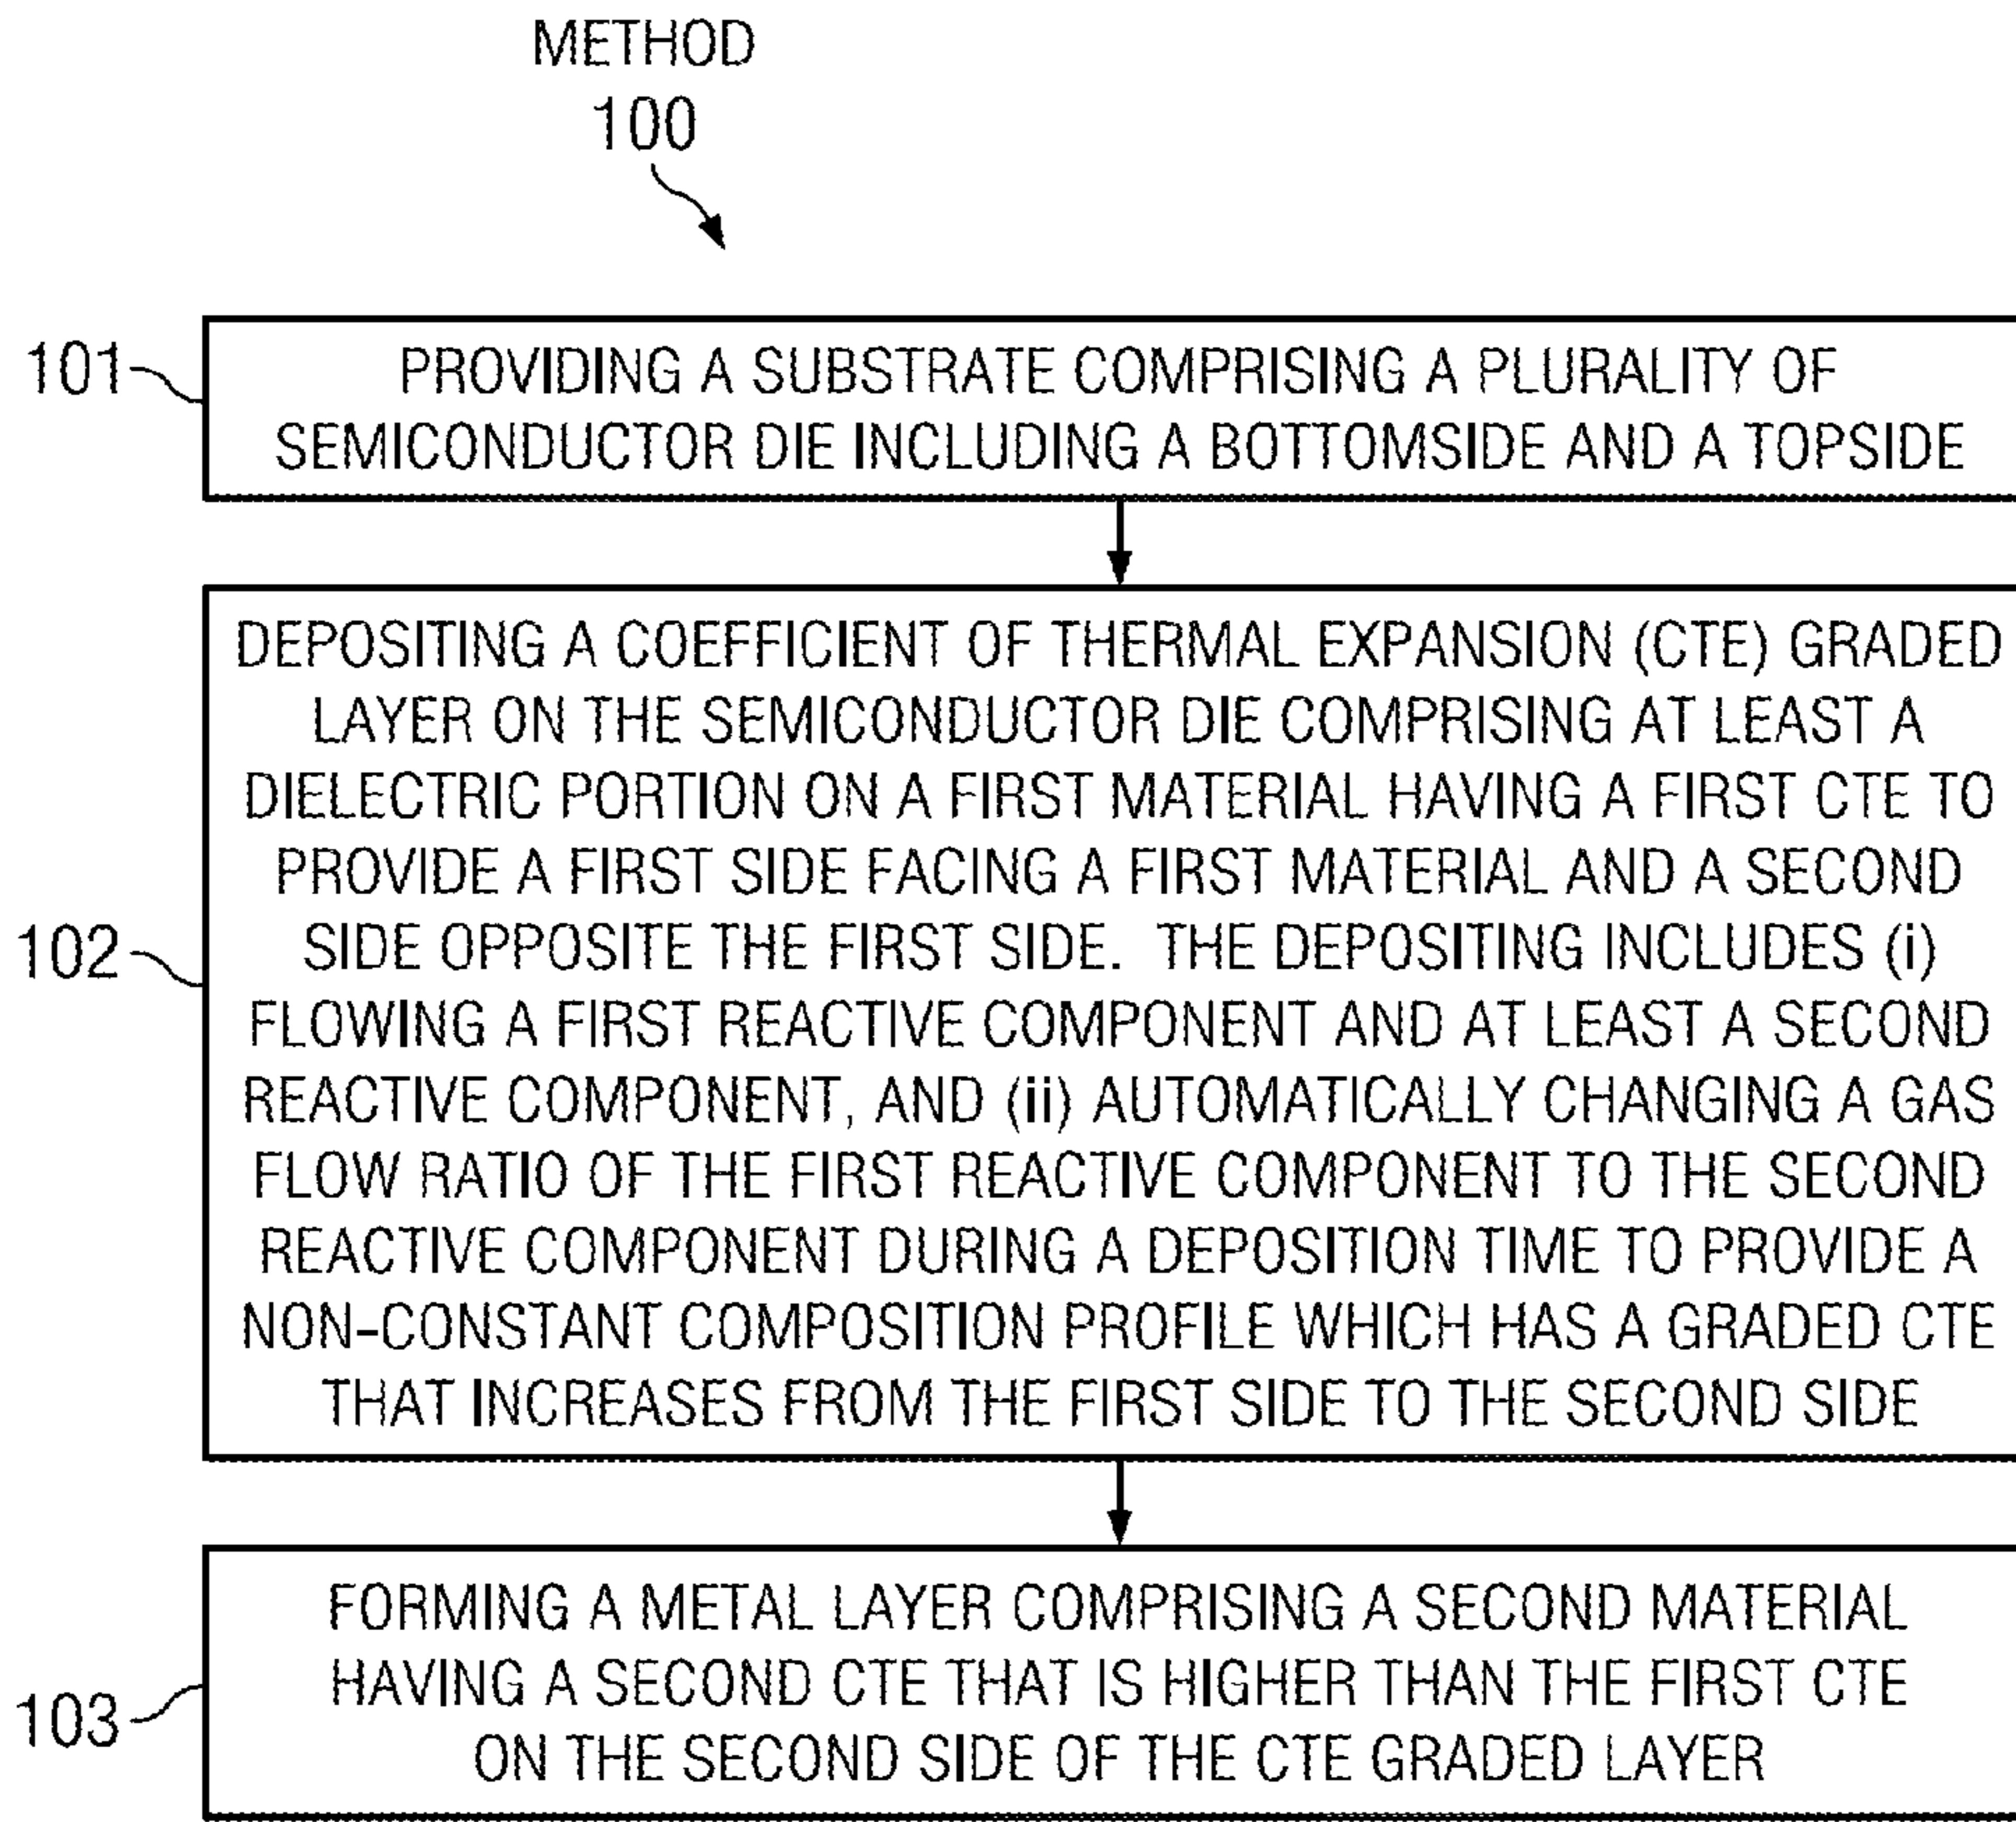 METHOD
100
101
PROVIDING A SUBSTRATE COMPRISING A PLURALITY OF
SEMICONDUCTOR DIE INCLUDING A BOTTOMSIDE AND A TOPSIDE
102
DEPOSITING A COEFFICIENT OF THERMAL EXPANSION (CTE) GRADED
LAYER ON THE SEMICONDUCTOR DIE COMPRISING AT LEAST A
DIELECTRIC PORTION ON A FIRST MATERIAL HAVING A FIRST CTE TO
PROVIDE A FIRST SIDE FACING A FIRST MATERIAL AND A SECOND
SIDE OPPOSITE THE FIRST SIDE. THE DEPOSITING INCLUDES (i)
FLOWING A FIRST REACTIVE COMPONENT AND AT LEAST A SECOND
REACTIVE COMPONENT, AND (ii) AUTOMATICALLY CHANGING A GAS
FLOW RATIO OF THE FIRST REACTIVE COMPONENT TO THE SECOND
REACTIVE COMPONENT DURING A DEPOSITION TIME TO PROVIDE A
NON-CONSTANT COMPOSITION PROFILE WHICH HAS A GRADED CTE
THAT INCREASES FROM THE FIRST SIDE TO THE SECOND SIDE
103
FORMING A METAL LAYER COMPRISING A SECOND MATERIAL
HAVING A SECOND CTE THAT IS HIGHER THAN THE FIRST CTE
ON THE SECOND SIDE OF THE CTE GRADED LAYER